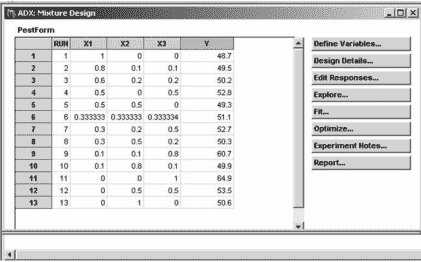 ADX: Mixture Design
PestForm
RUN X1 X2 X3 Y
1 1 1 0 0 48.7
2 2 0.8 0.1 0.1 49.5
3 3 0.6 0.2 0.2 50.2
4 4 0.5 0 0.5 52.8
5 5 0.5 0.5 0 49.3
6 6 0.333333 0.333333 0.333334 51.1
7 7 0.3 0.2 0.5 52.7
8 8 0.3 0.5 0.2 50.3
9 9 0.1 0.1 0.8 60.7
10 10 0.1 0.8 0.1 49.9
11 11 0 0 1 64.9
12 12 0 0.5 0.5 53.5
13 13 0 1 0 50.6
Define Variables...
Design Details...
Edit Responses...
Explore...
Fit...
Optimize...
Experiment Notes...
Report...